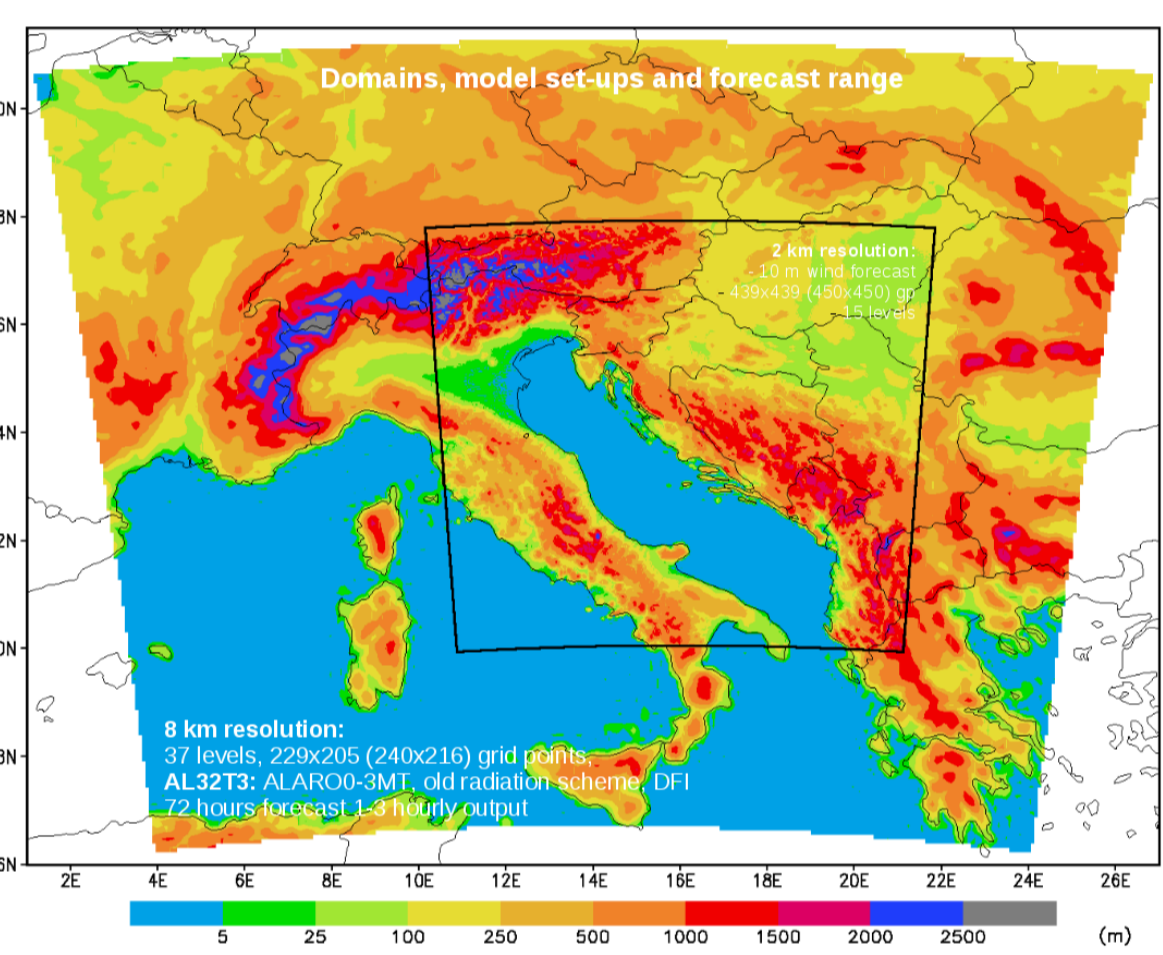 Domains, model set-ups and forecast range
0N
8N
2 km resolution:
- 10 m wind forecast
- 439x439 (450x450) gp
- 15 levels
6N
4N
2N
0N
8 km resolution:
37 levels, 229x205 (240x216) grid points,
8N
AL32T3: ALARO0-3MT, old radiation scheme, DFI
72 hours forecast 1-3 hourly output
6N
2E 4E 6E 8E 10E 12E 14E 16E 18E 20E 22E 24E 26E
5 25 100 250 500 1000 1500 2000 2500 (m)